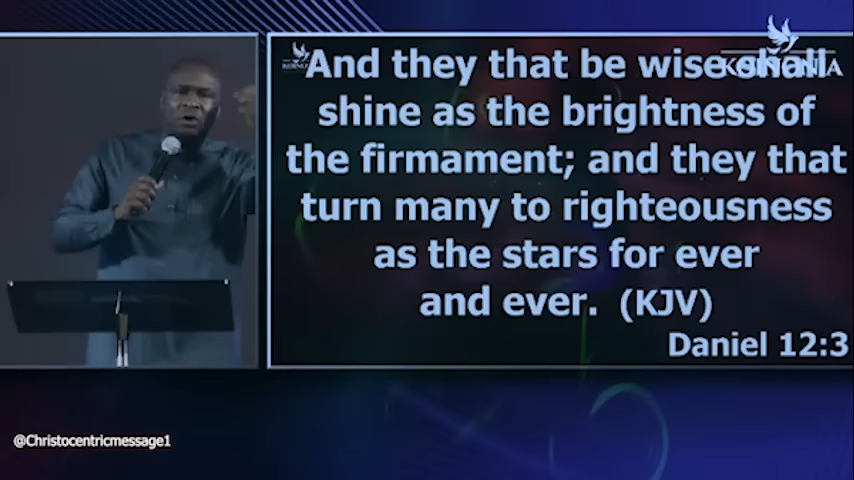 And they that be wise shall
shine as the brightness of
the firmament; and they that
turn many to righteousness
as the stars for ever
and ever. (KJV)
Daniel 12:3
KOINONIA
@Christocentricmessage1